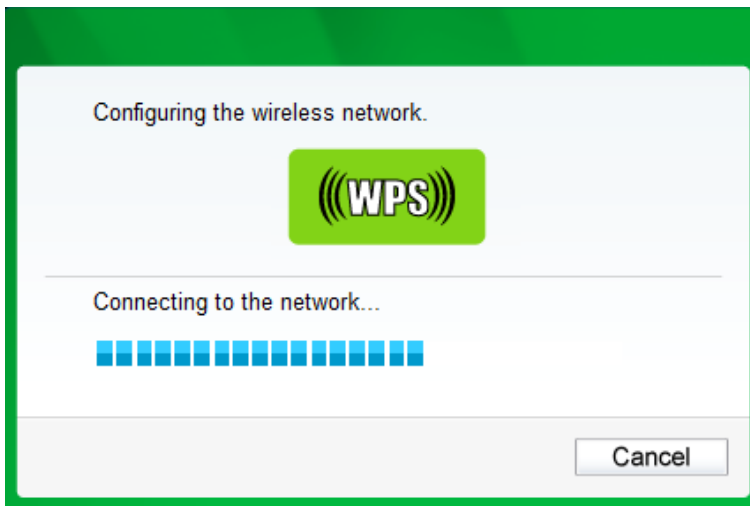 Configuring the wireless network.
WPS
Connecting to the network...
Cancel